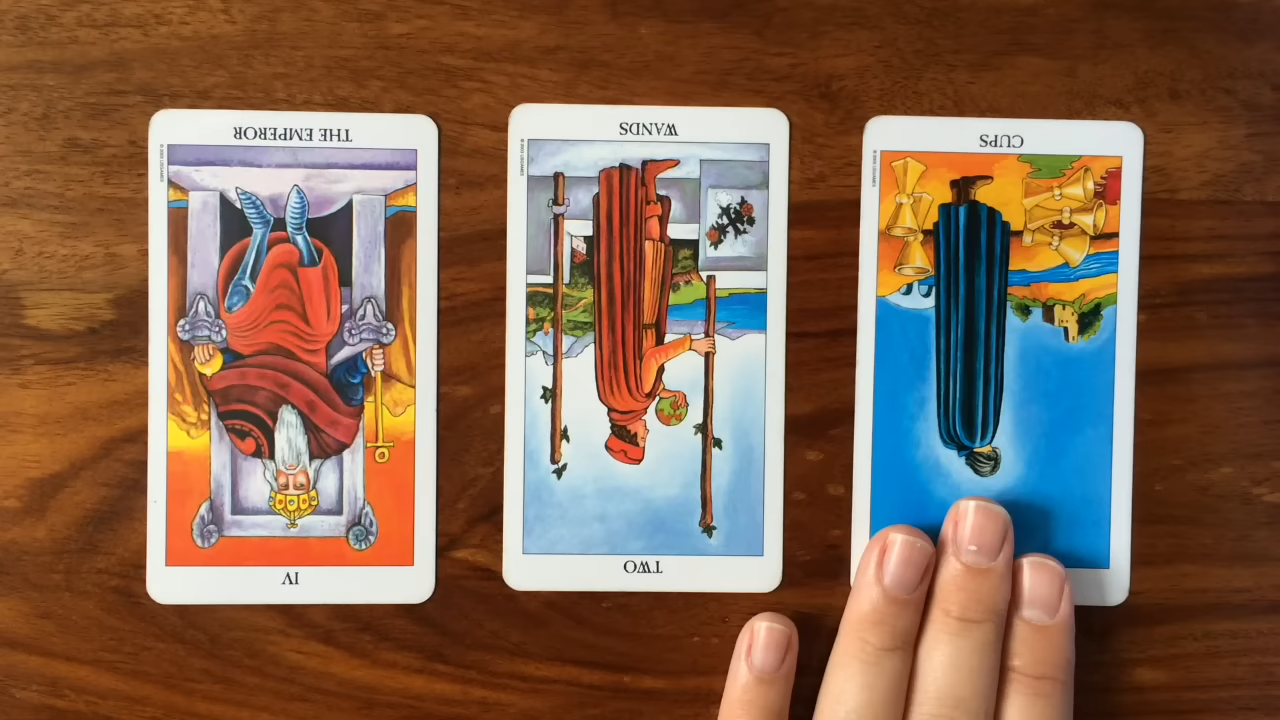 THE EMPEROR
IV
WANDS
TWO
CUPS